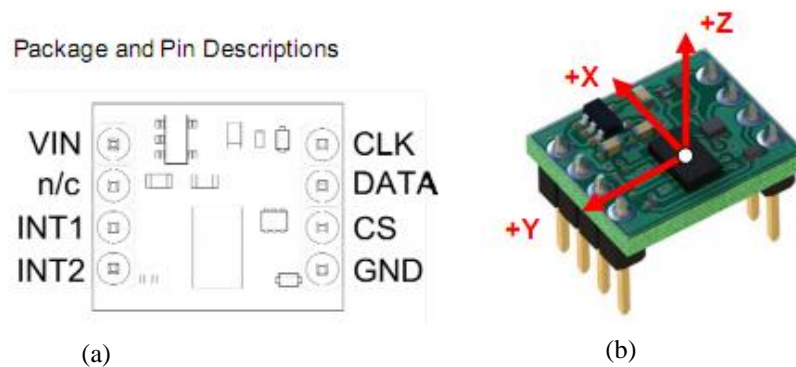 Package and Pin Descriptions
VIN
n/c
INT1
INT2
CLK
DATA
CS
GND
+Z
+X
+Y
(a)
(b)